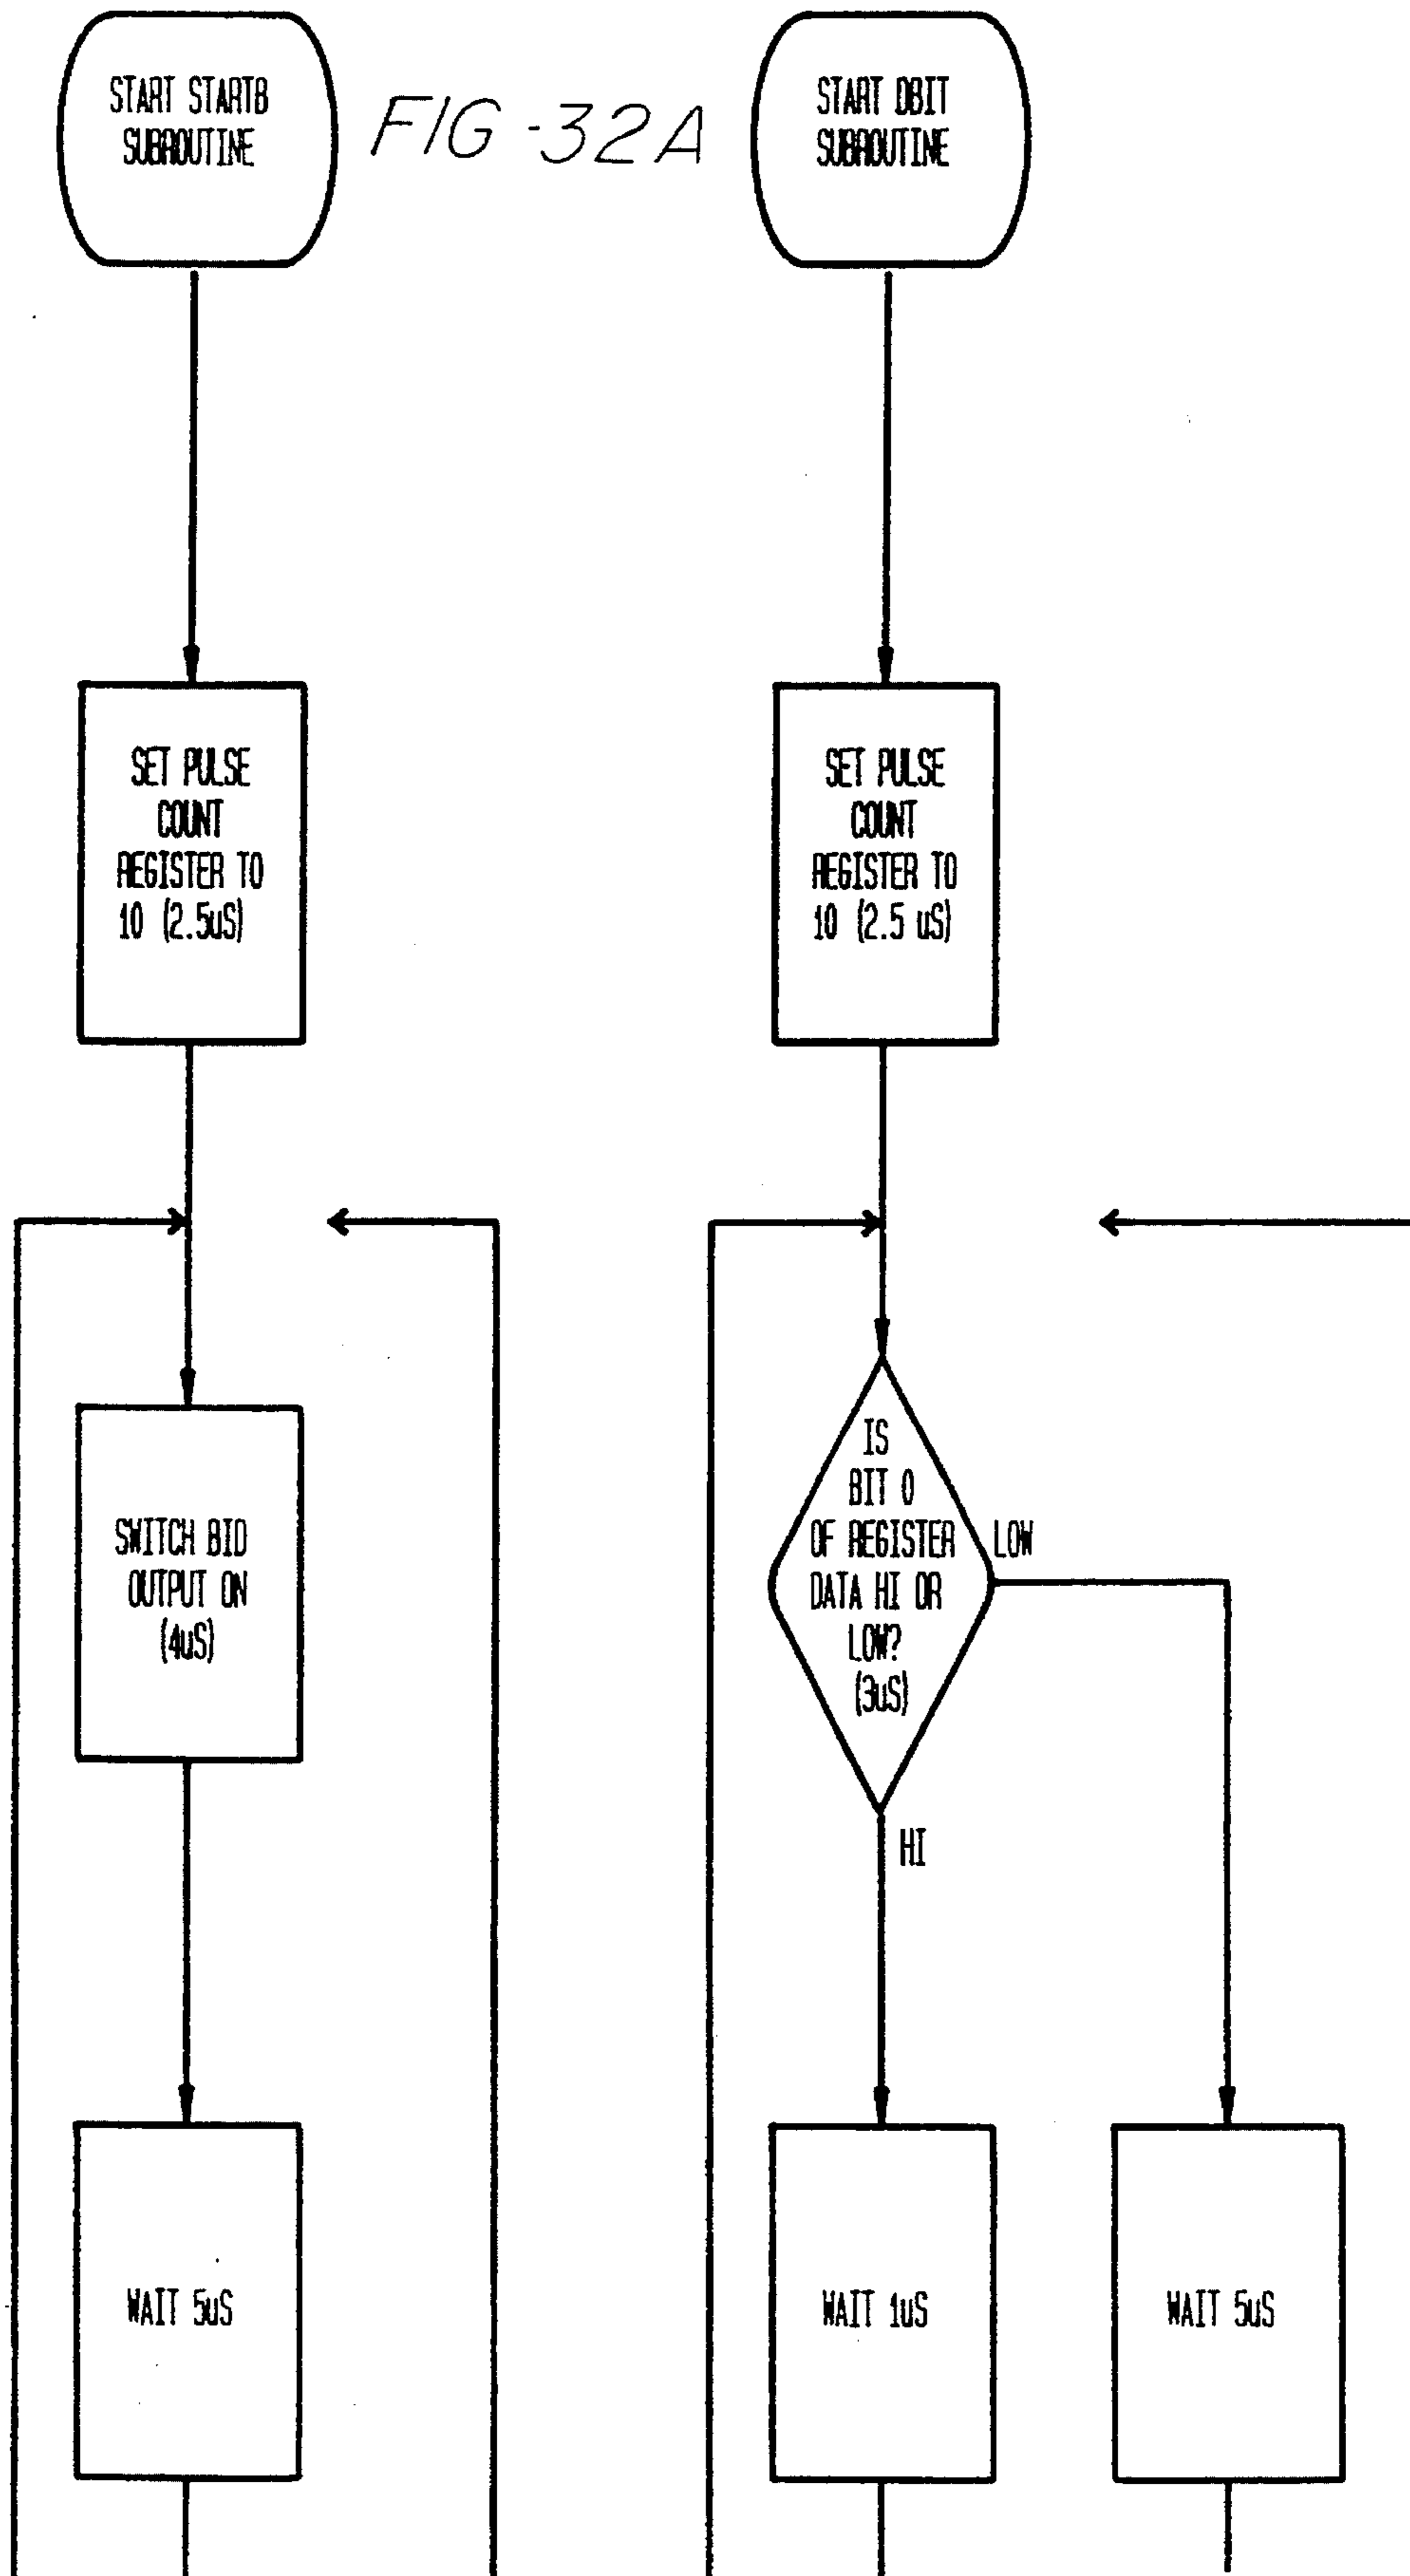 START STARTB
SUBROUTINE
FIG-32A
START DBIT
SUBROUTINE
SET PULSE
COUNT
REGISTER TO
10 (2.5uS)
SET PULSE
COUNT
REGISTER TO
10 (2.5 uS)
SWITCH BID
OUTPUT ON
(4uS)
IS
BIT 0
OF REGISTER
DATA HI OR
LOW?
(3uS)
LOW
HI
WAIT 5uS
WAIT 1uS
WAIT 5uS